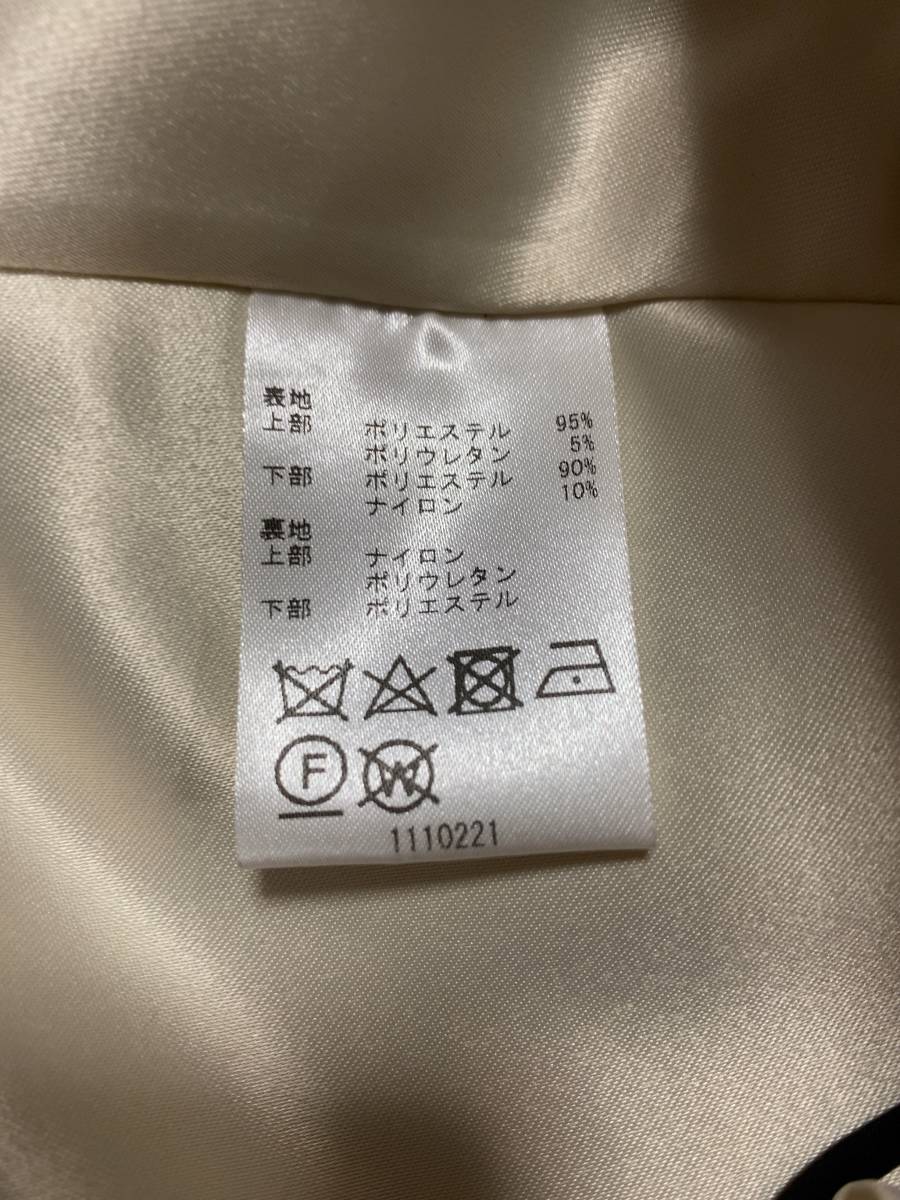 表地
上部 ポリエステル 95%
ポリウレタン 5%
下部 ポリエステル 90%
ナイロン 10%
裏地
上部 ナイロン
ポリウレタン
下部 ポリエステル
F W
1110221